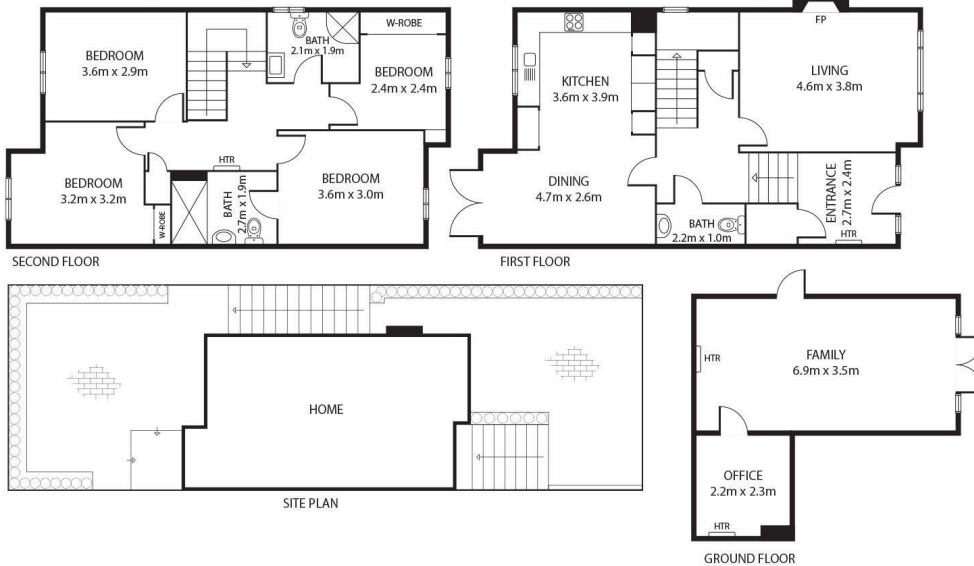 BEDROOM
3.6m x 2.9m
BATH
2.1m x 1.9m
W-ROBE
BEDROOM
2.4m x 2.4m
BEDROOM
3.2m x 3.2m
W-ROBE
HTR
BATH
2.7m x 1.9m
BEDROOM
3.6m x 3.0m
SECOND FLOOR
KITCHEN
3.6m x 3.9m
FP
LIVING
4.6m x 3.8m
DINING
4.7m x 2.6m
BATH
2.2m x 1.0m
ENTRANCE
2.7m x 2.4m
HTR
FIRST FLOOR
HOME
SITE PLAN
HTR
FAMILY
6.9m x 3.5m
OFFICE
2.2m x 2.3m
HTR
GROUND FLOOR